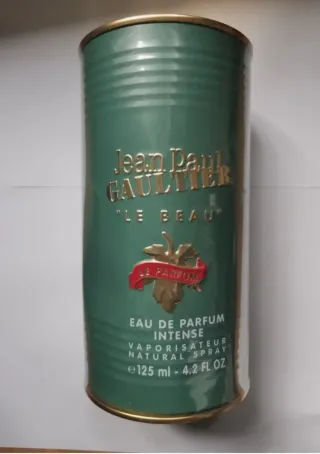 Jean Paul
GAULTIER
"LE BEAU"
LE PARFUM
EAU DE PARFUM
INTENSE
VAPORISATEUR
NATURAL SPRAY
℮125 ml - 4.2 FL OZ